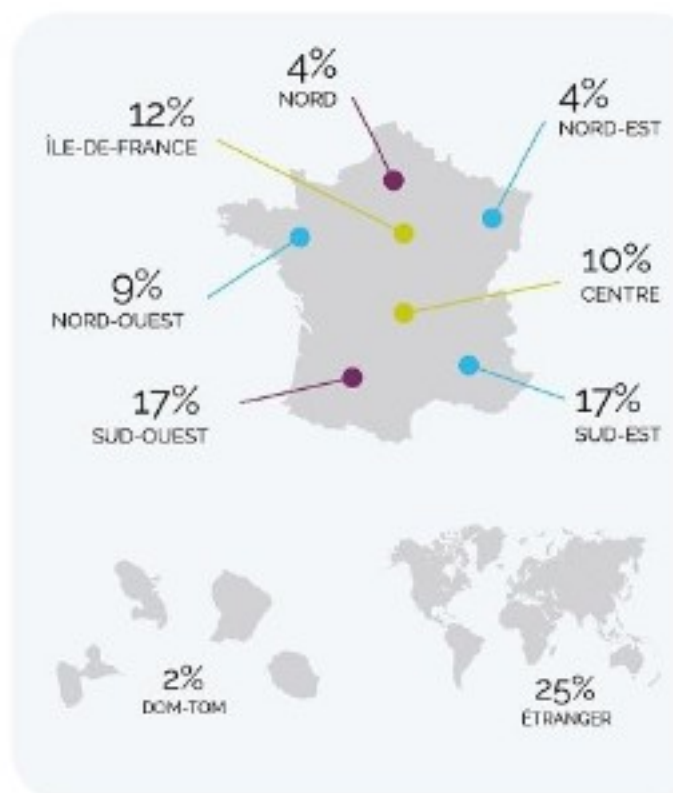 4%
NORD
4%
NORD-EST
12%
ÎLE-DE-FRANCE
10%
CENTRE
9%
NORD-OUEST
17%
SUD-OUEST
17%
SUD-EST
2%
DOM-TOM
25%
ÉTRANGER